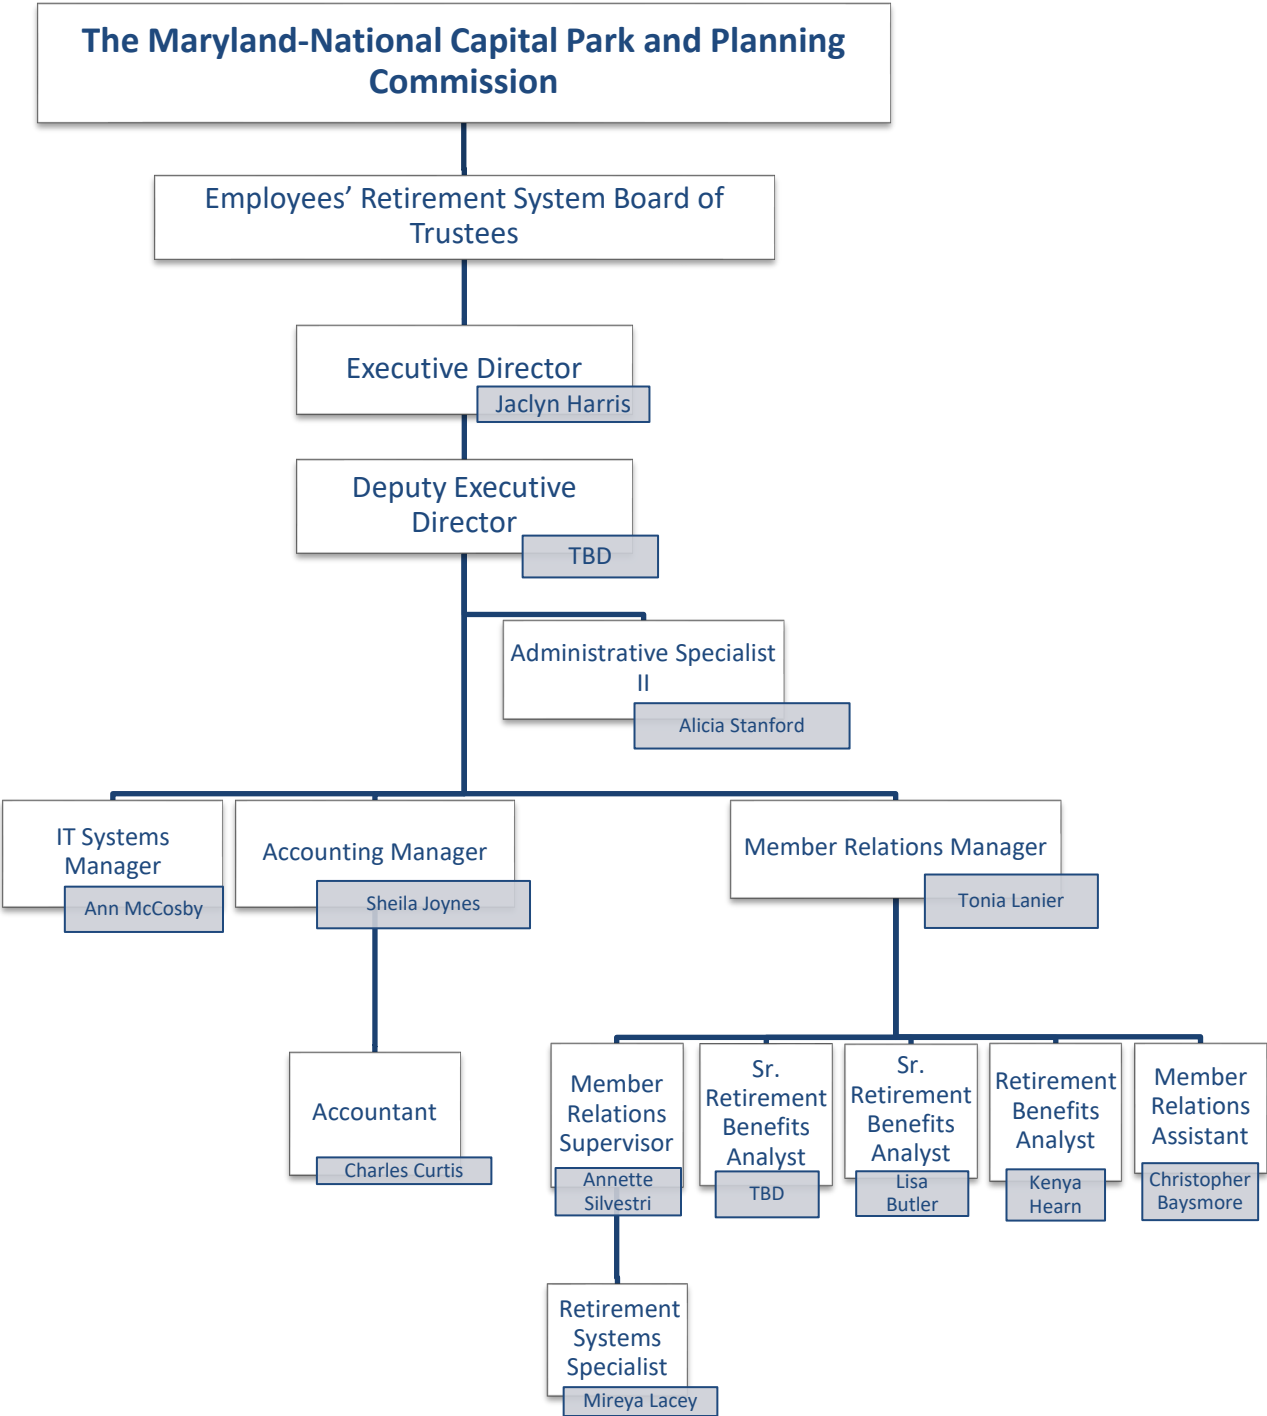 The Maryland-National Capital Park and Planning
Commission
Employees’ Retirement System Board of
Trustees
Executive Director
Jaclyn Harris
Deputy Executive
Director
TBD
Administrative Specialist
II
Alicia Stanford
IT Systems
Manager
Ann McCosby
Accounting Manager
Sheila Joynes
Member Relations Manager
Tonia Lanier
Accountant
Charles Curtis
Member
Relations
Supervisor
Annette
Silvestri
Sr.
Retirement
Benefits
Analyst
TBD
Sr.
Retirement
Benefits
Analyst
Lisa
Butler
Retirement
Benefits
Analyst
Kenya
Hearn
Member
Relations
Assistant
Christopher
Baysmore
Retirement
Systems
Specialist
Mireya Lacey